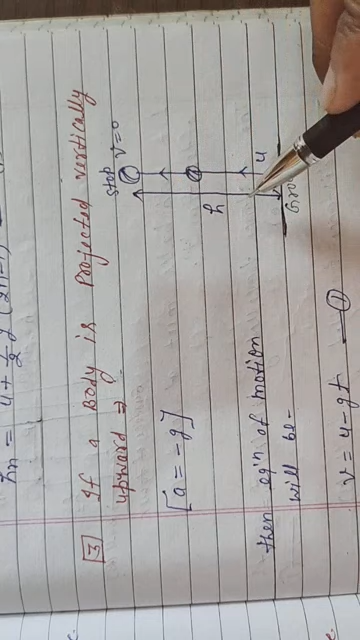 hn = u + 1/2 g (2n-1)
[3] If a Body is Projected vertically
upward ⇒
stop v=0
[a = -g]
h
u
then eqn of motion
will be-
v = u - gt — ①